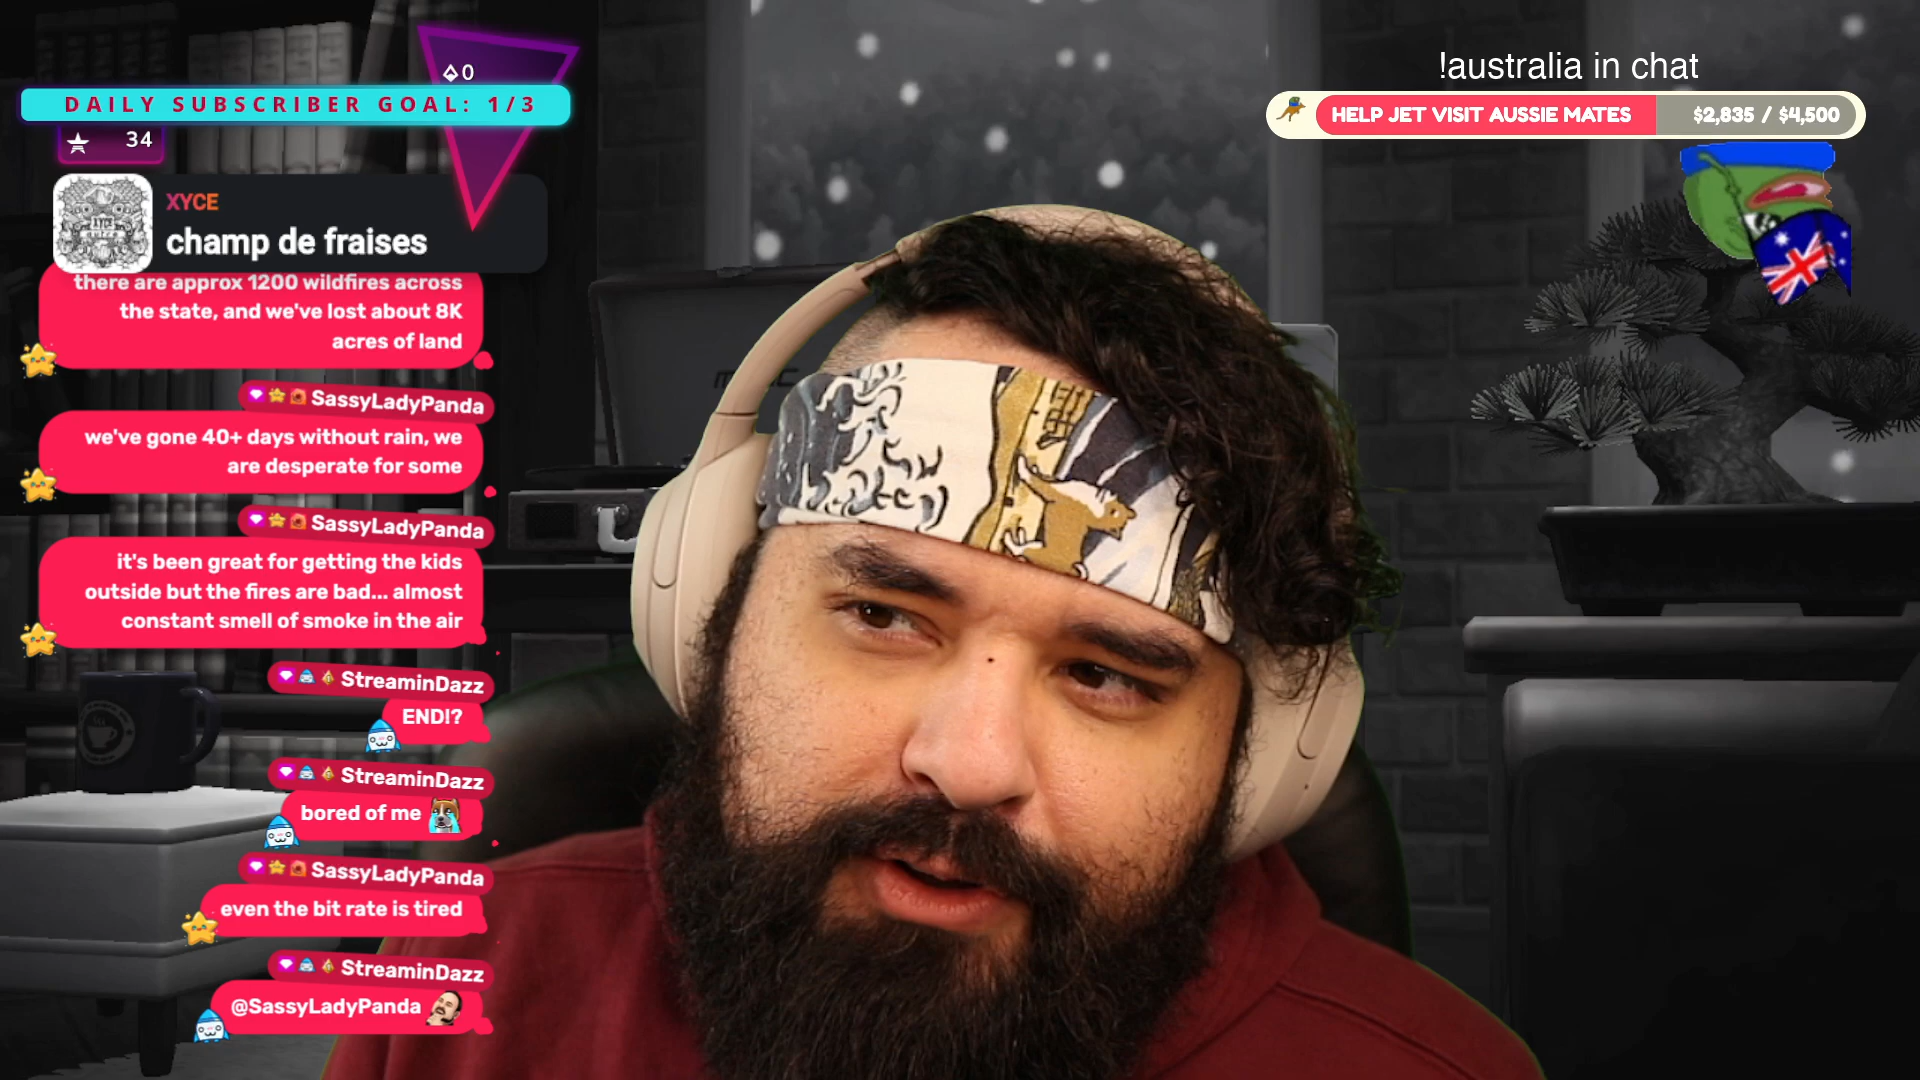 ◇0
DAILY SUBSCRIBER GOAL: 1/3
34
XYCE
champ de fraises
there are approx 1200 wildfires across
the state, and we've lost about 8K
acres of land
SassyLadyPanda
we've gone 40+ days without rain, we
are desperate for some
SassyLadyPanda
it's been great for getting the kids
outside but the fires are bad... almost
constant smell of smoke in the air
StreaminDazz
END!?
StreaminDazz
bored of me
SassyLadyPanda
even the bit rate is tired
StreaminDazz
@SassyLadyPanda
!australia in chat
HELP JET VISIT AUSSIE MATES
$2,835 / $4,500